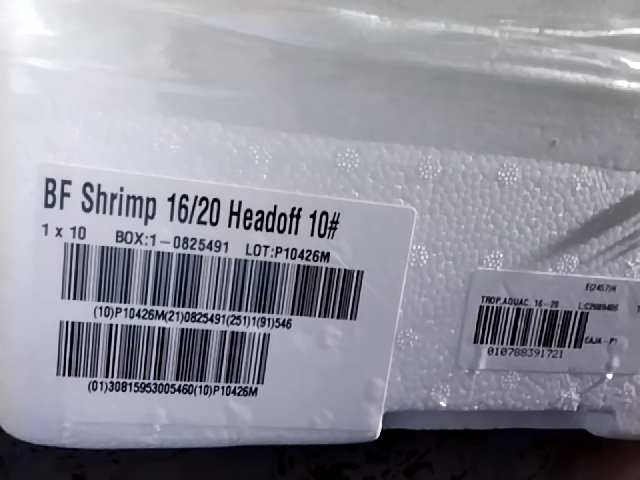 BF Shrimp 16/20 Headoff 10#
1 x 10 BOX:1-0825491 LOT:P10426M
(10)P10426M(21)0825491(251)1(91)546
(01)30815953005460(10)P10426M
TROP.AQUAC. 16-20
CAJA - P1
010788391721